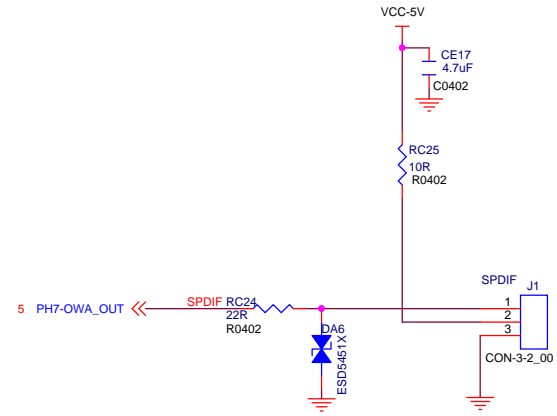 VCC-5V
CE17
4.7uF
C0402
RC25
10R
R0402
SPDIF
J1
5 PH7-OWA_OUT
SPDIF RC24
22R
R0402
1
2
3
DA6
ESD5451X
CON-3-2_00